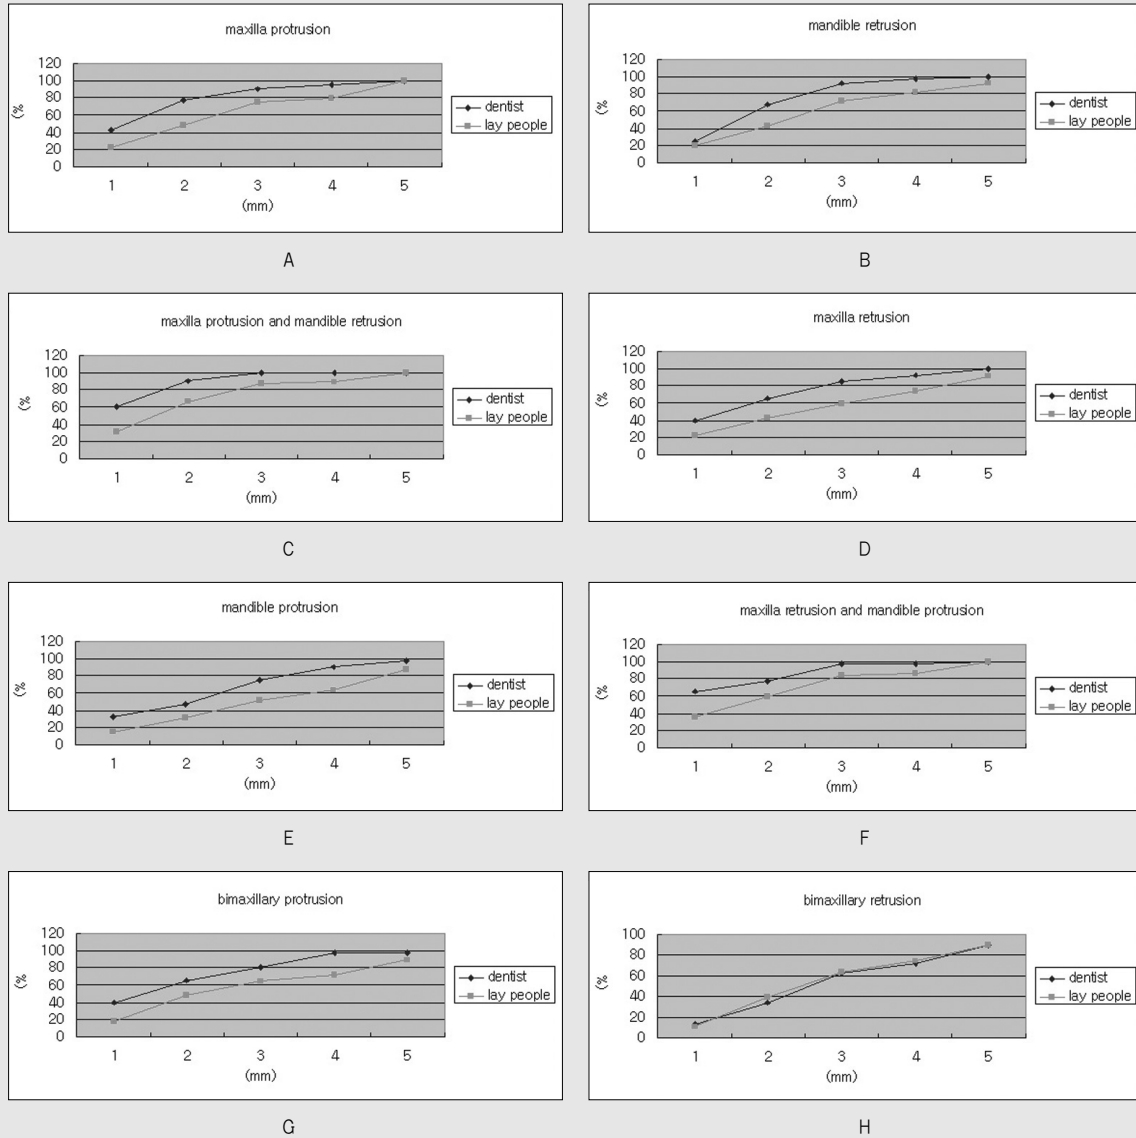 maxilla protrusion
120
100
80
60
40
20
0
(%
1 2 3 4 5
(mm)
dentist
lay people
A
mandible retrusion
120
100
80
60
40
20
0
(%
1 2 3 4 5
(mm)
dentist
lay people
B
maxilla protrusion and mandible retrusion
120
100
80
60
40
20
0
(%
1 2 3 4 5
(mm)
dentist
lay people
C
maxilla retrusion
120
100
80
60
40
20
0
(%
1 2 3 4 5
(mm)
dentist
lay people
D
mandible protrusion
120
100
80
60
40
20
0
(%
1 2 3 4 5
(mm)
dentist
lay people
E
maxilla retrusion and mandible protrusion
120
100
80
60
40
20
0
(%
1 2 3 4 5
(mm)
dentist
lay people
F
bimaxillary protrusion
120
100
80
60
40
20
0
(%
1 2 3 4 5
(mm)
dentist
lay people
G
bimaxillary retrusion
100
80
60
40
20
0
(%
1 2 3 4 5
(mm)
dentist
lay people
H